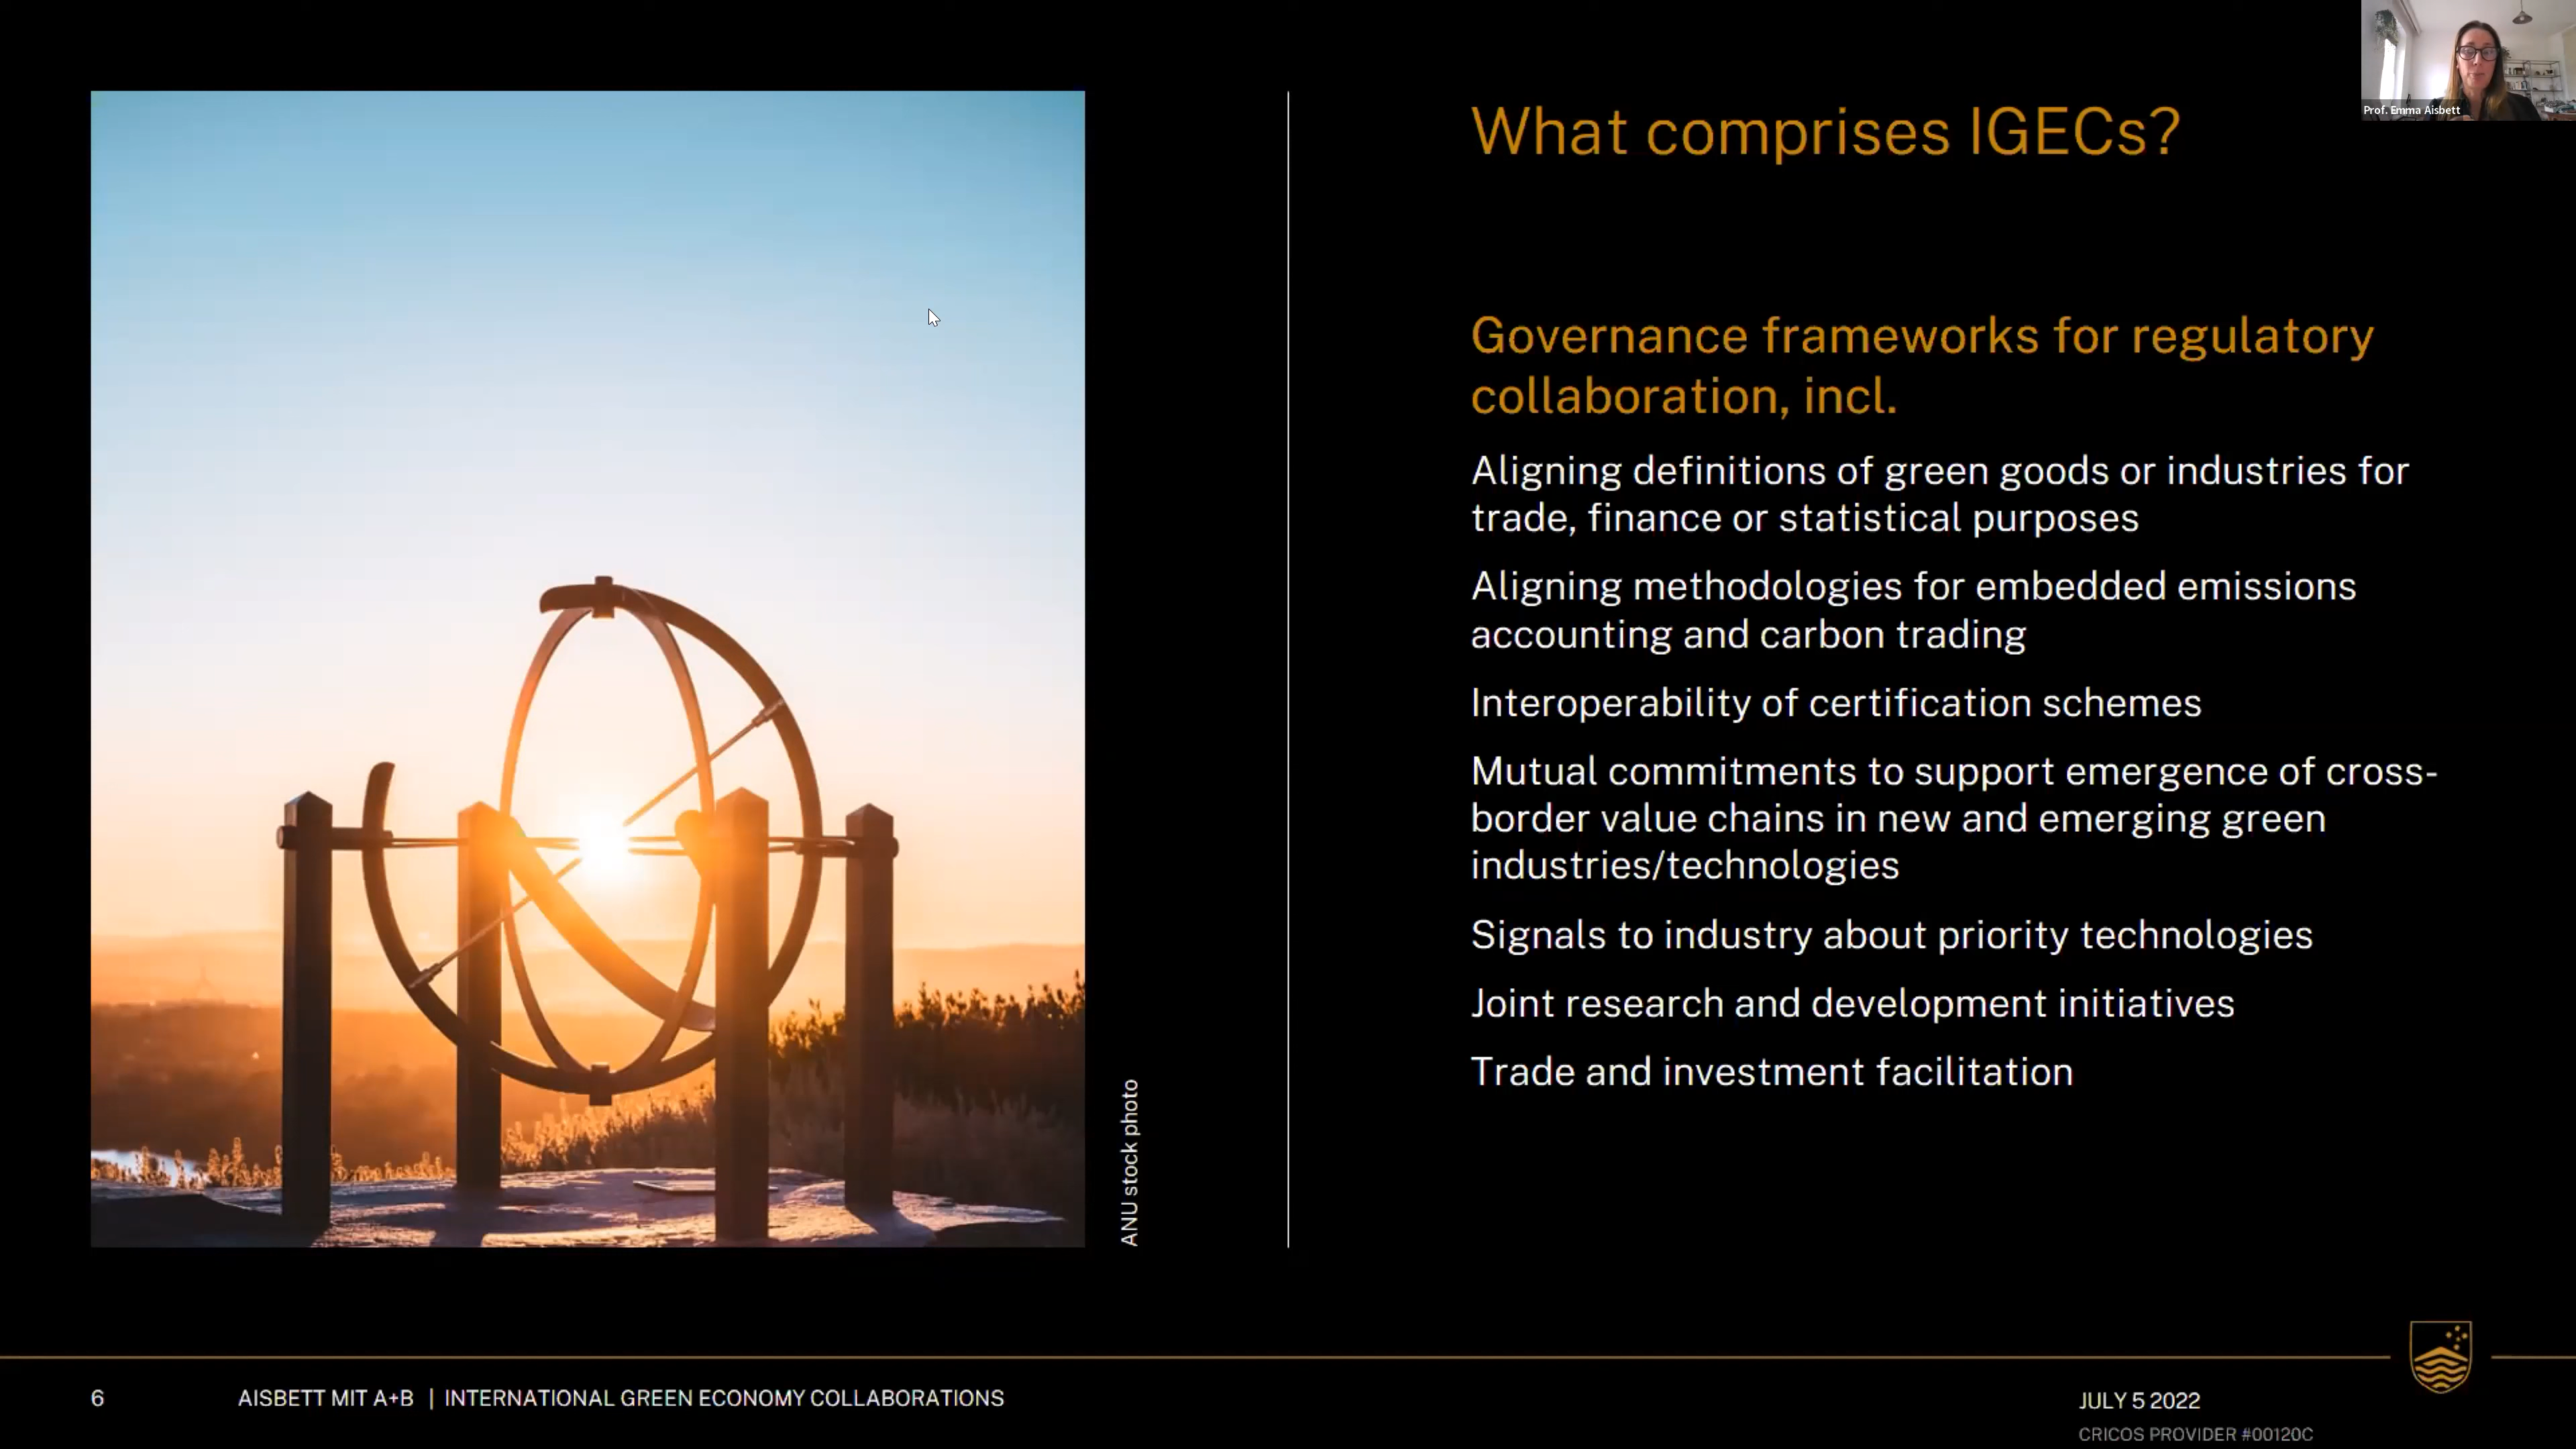 Prof. Emma Aisbett
What comprises IGECs?
Governance frameworks for regulatory
collaboration, incl.
Aligning definitions of green goods or industries for
trade, finance or statistical purposes
Aligning methodologies for embedded emissions
accounting and carbon trading
Interoperability of certification schemes
Mutual commitments to support emergence of cross-
border value chains in new and emerging green
industries/technologies
Signals to industry about priority technologies
Joint research and development initiatives
Trade and investment facilitation
ANU stock photo
6
AISBETT MIT A+B | INTERNATIONAL GREEN ECONOMY COLLABORATIONS
JULY 5 2022
CRICOS PROVIDER #00120C